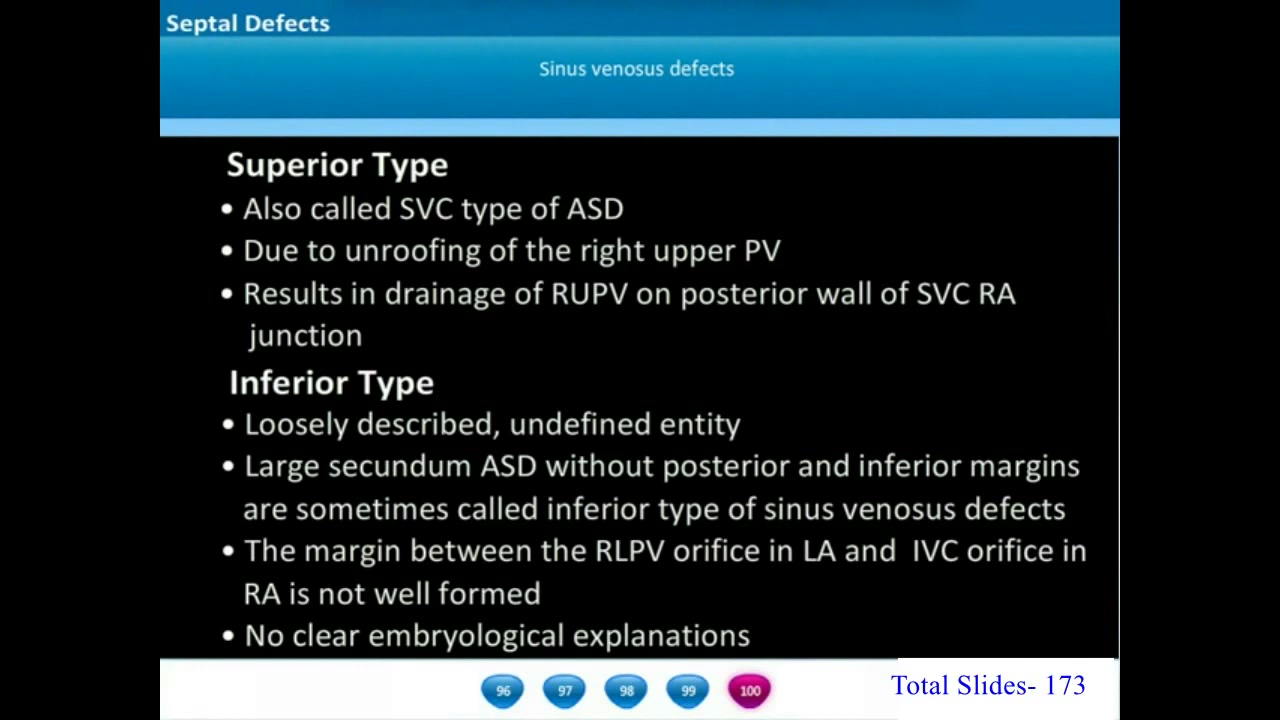 Septal Defects
Sinus venosus defects
Superior Type
• Also called SVC type of ASD
• Due to unroofing of the right upper PV
• Results in drainage of RUPV on posterior wall of SVC RA
junction
Inferior Type
• Loosely described, undefined entity
• Large secundum ASD without posterior and inferior margins
are sometimes called inferior type of sinus venosus defects
• The margin between the RLPV orifice in LA and IVC orifice in
RA is not well formed
• No clear embryological explanations
96 97 98 99 100
Total Slides- 173